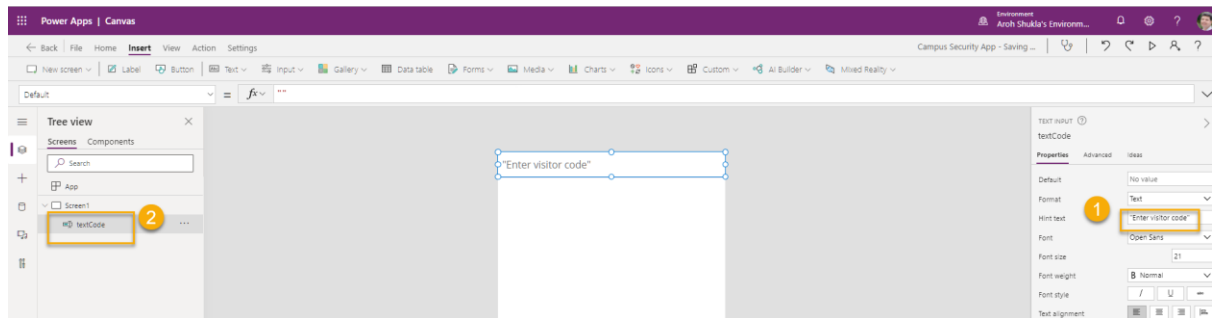 Power Apps | Canvas
Environment
Aroh Shukla's Environm...
?
Back File Home Insert View Action Settings
Campus Security App - Saving ...
?
New screen Label Button Text Input Gallery Data table Forms Media Charts Icons Custom AI Builder Mixed Reality
Default = fx ""
Tree view
Screens Components
Search
App
Screen1
textCode
2
"Enter visitor code"
TEXT INPUT ?
textCode
Properties Advanced Ideas
Default No value
Format Text
1
Hint text "Enter visitor code"
Font Open Sans
Font size 21
Font weight B Normal
Font style / U
Text alignment